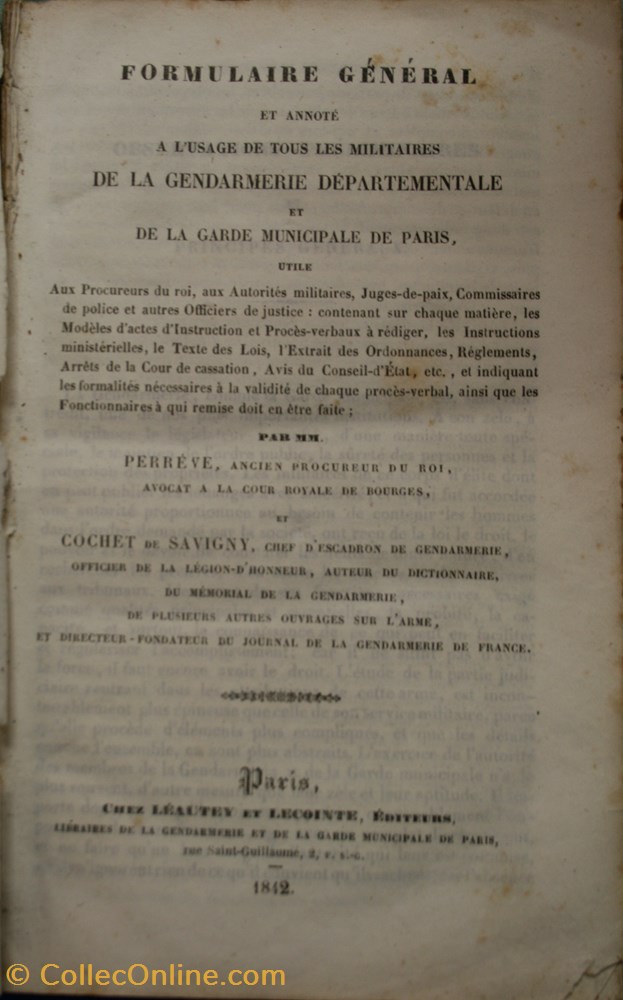 FORMULAIRE GÉNÉRAL
ET ANNOTÉ
A L'USAGE DE TOUS LES MILITAIRES
DE LA GENDARMERIE DÉPARTEMENTALE
ET
DE LA GARDE MUNICIPALE DE PARIS,
UTILE
Aux Procureurs du roi, aux Autorités militaires, Juges-de-paix, Commissaires
de police et autres Officiers de justice : contenant sur chaque matière, les
Modèles d'actes d'Instruction et Procès-verbaux à rédiger, les Instructions
ministérielles, le Texte des Lois, l'Extrait des Ordonnances, Réglements,
Arrêts de la Cour de cassation, Avis du Conseil-d'État, etc., et indiquant
les formalités nécessaires à la validité de chaque procès-verbal, ainsi que les
Fonctionnaires à qui remise doit en être faite ;
PAR MM.
PERRÈVE, ANCIEN PROCUREUR DU ROI,
AVOCAT A LA COUR ROYALE DE BOURGES,
ET
COCHET DE SAVIGNY, CHEF D'ESCADRON DE GENDARMERIE,
OFFICIER DE LA LÉGION-D'HONNEUR, AUTEUR DU DICTIONNAIRE,
DU MÉMORIAL DE LA GENDARMERIE,
DE PLUSIEURS AUTRES OUVRAGES SUR L'ARME,
ET DIRECTEUR-FONDATEUR DU JOURNAL DE LA GENDARMERIE DE FRANCE.
Paris,
CHEZ LÉAUTEY ET LECOINTE, ÉDITEURS,
LIBRAIRES DE LA GENDARMERIE ET DE LA GARDE MUNICIPALE DE PARIS,
rue Saint-Guillaume,
1842.
© CollecOnline.com